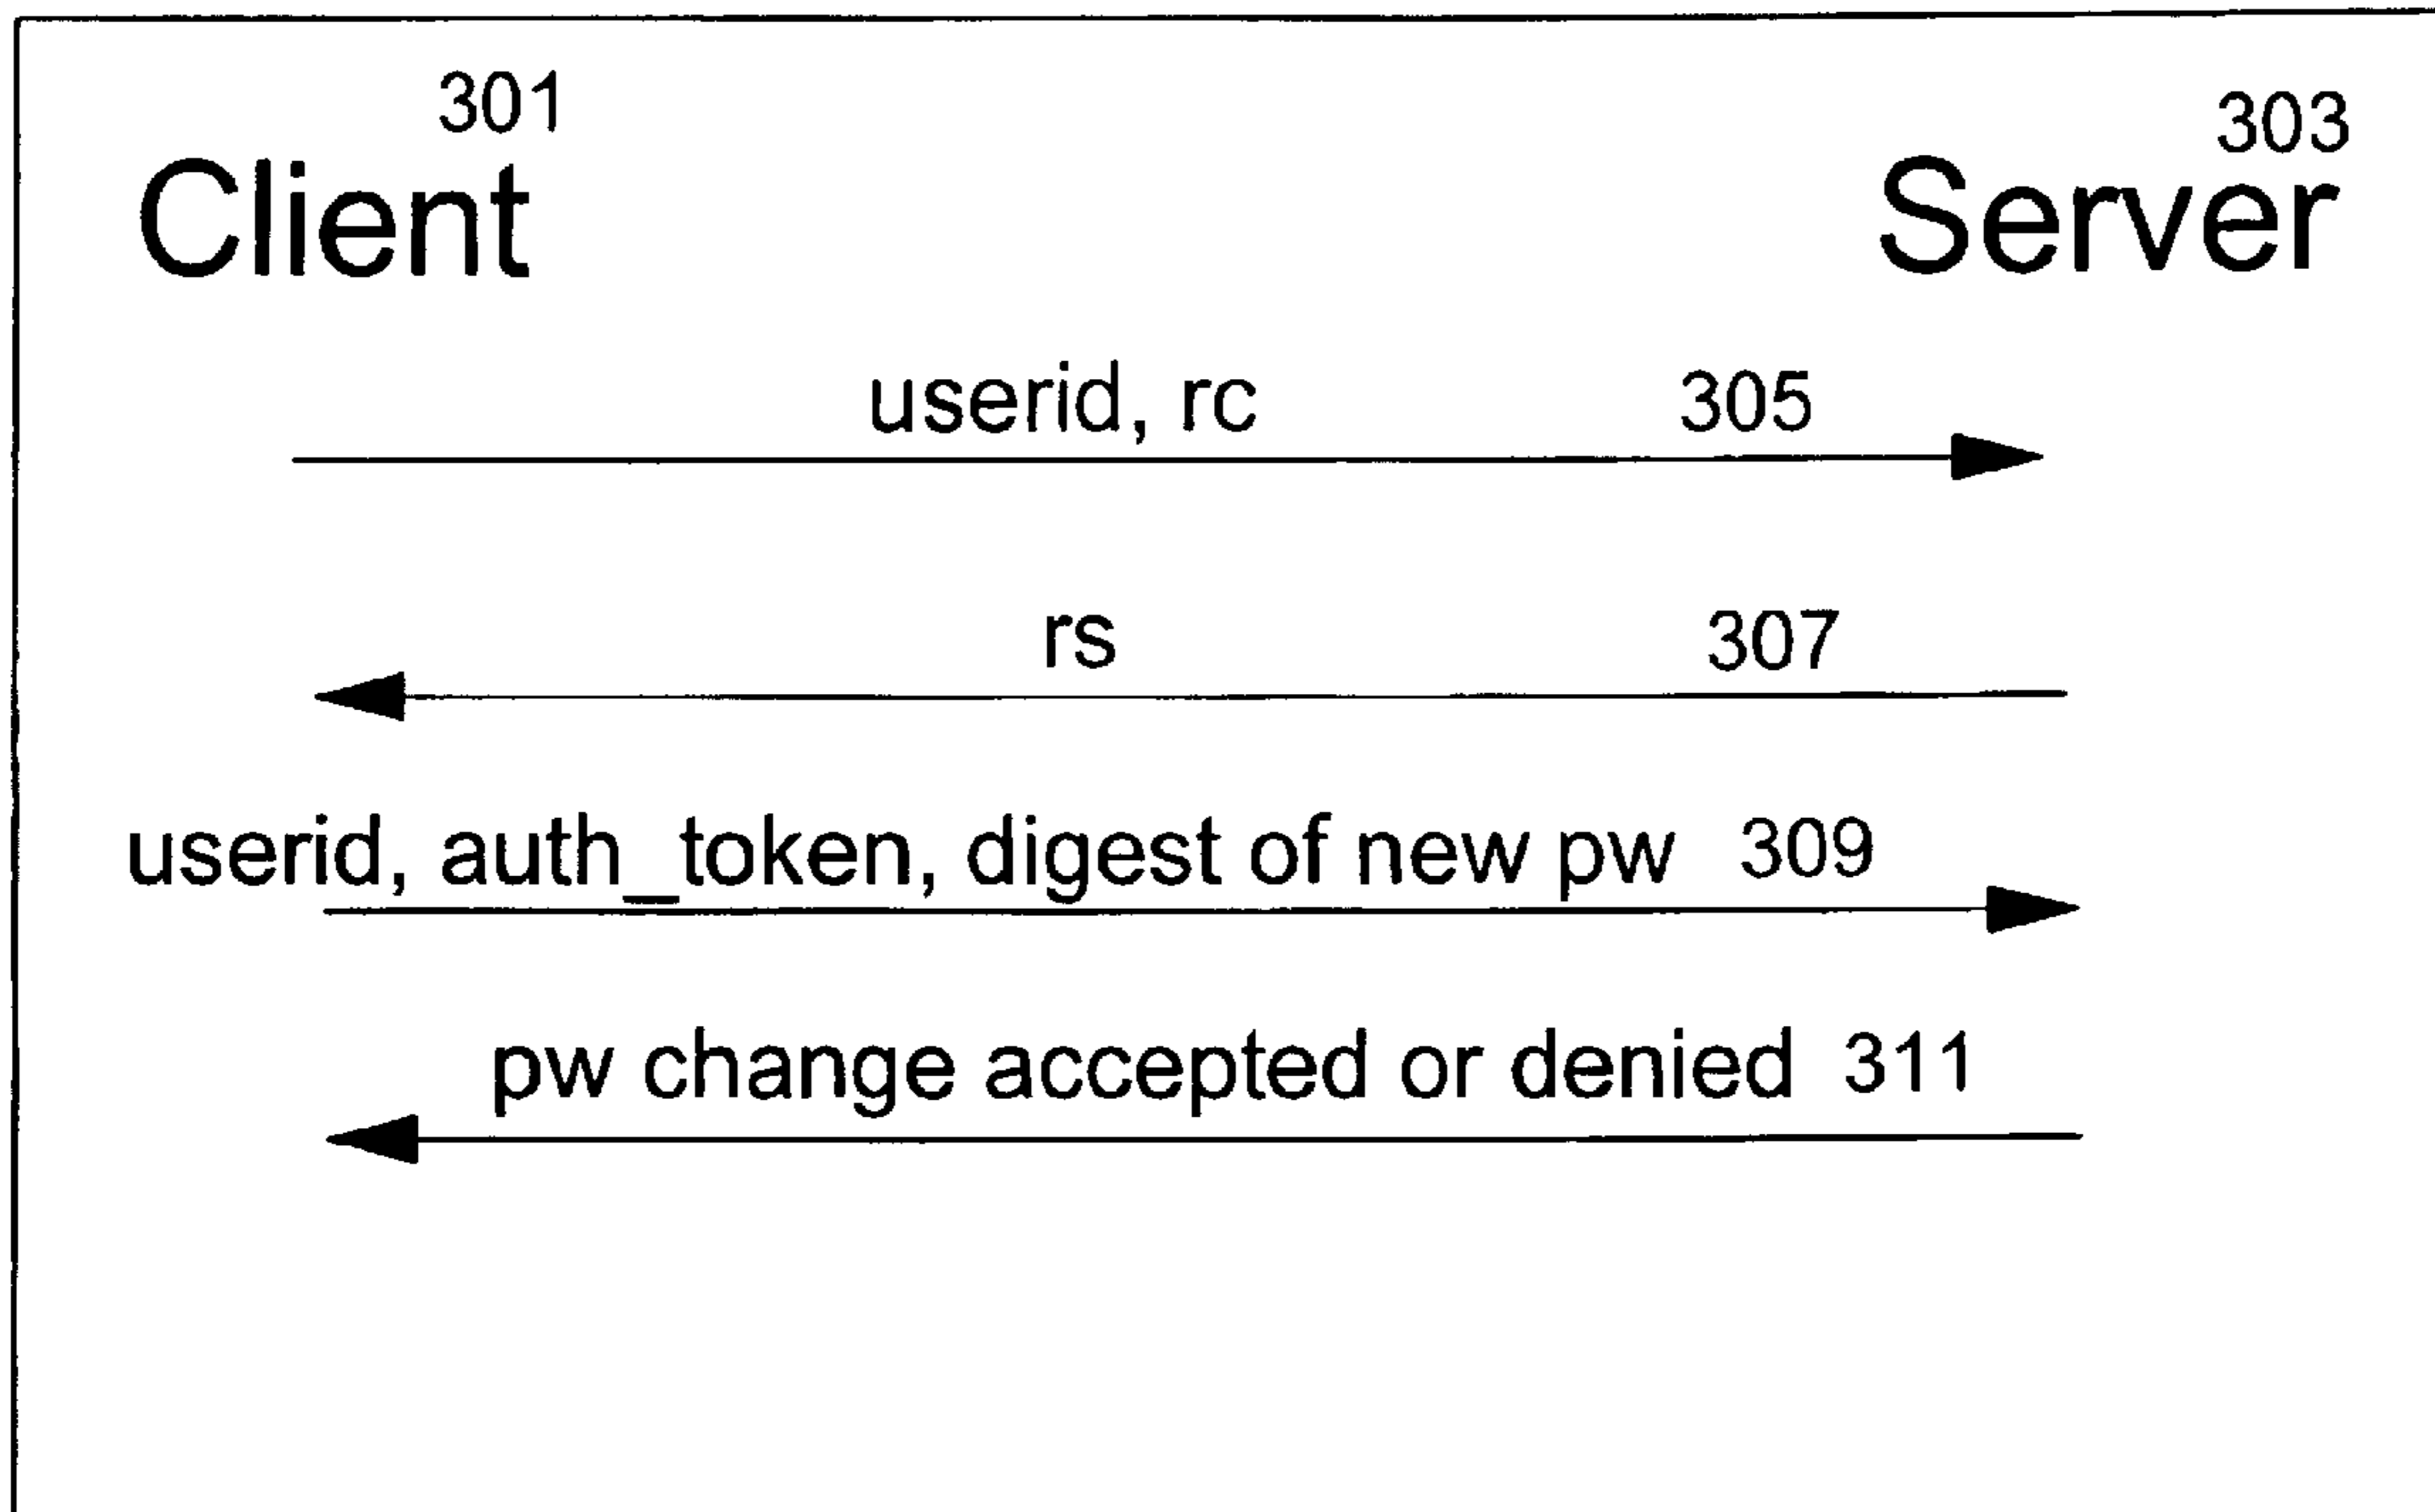 301 303
Client Server
userid, rc 305
rs 307
userid, auth_token, digest of new pw 309
pw change accepted or denied 311